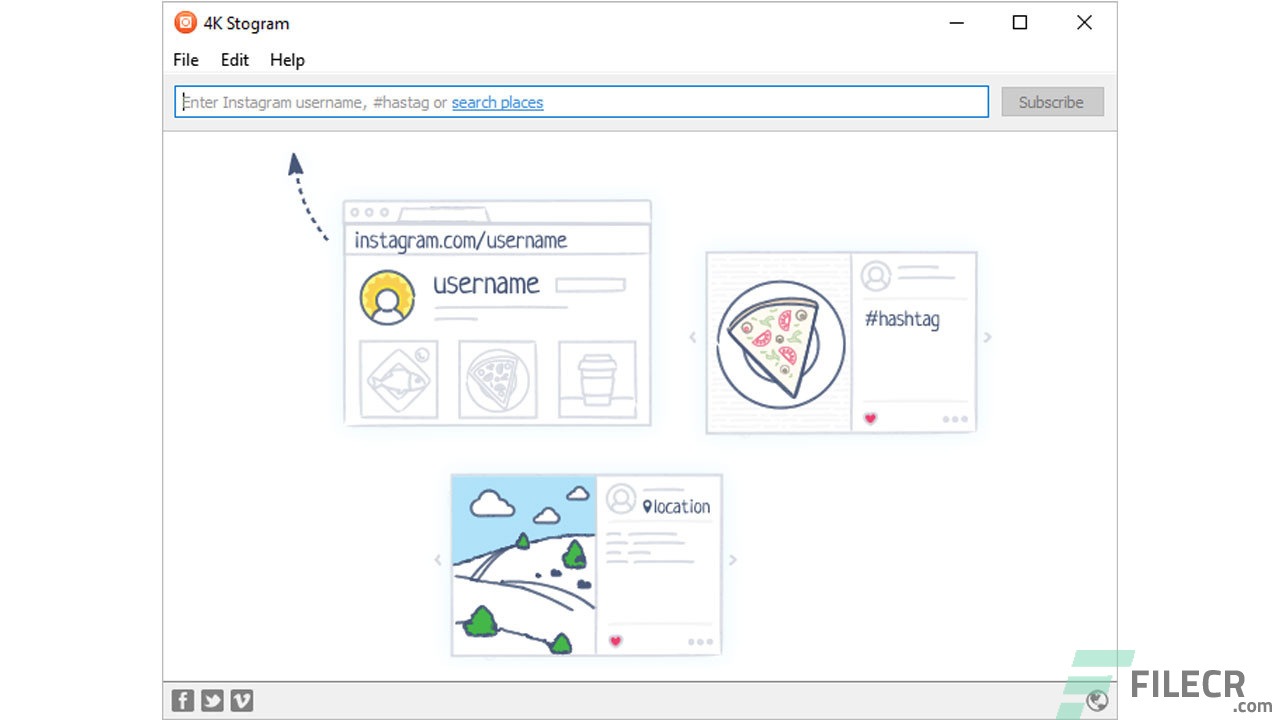 4K Stogram
File Edit Help
Enter Instagram username, #hastag or search places
Subscribe
instagram.com/username
username
#hashtag
location
FILECR
.com